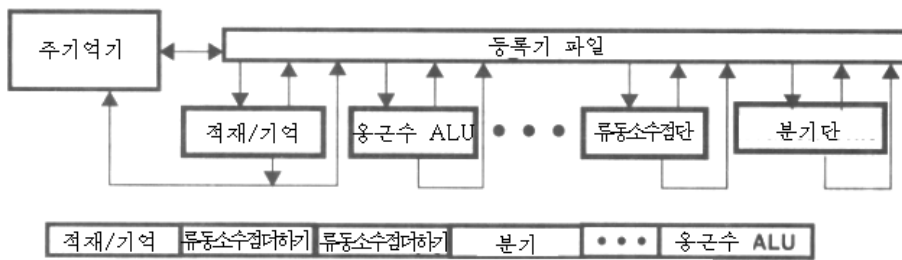 주기억기
등록기 파일
적재/기억
옹근수 ALU
• • •
류동소수점단
분기단
적재/기억
류동소수점더하기
류동소수점더하기
분기
• • •
옹근수 ALU